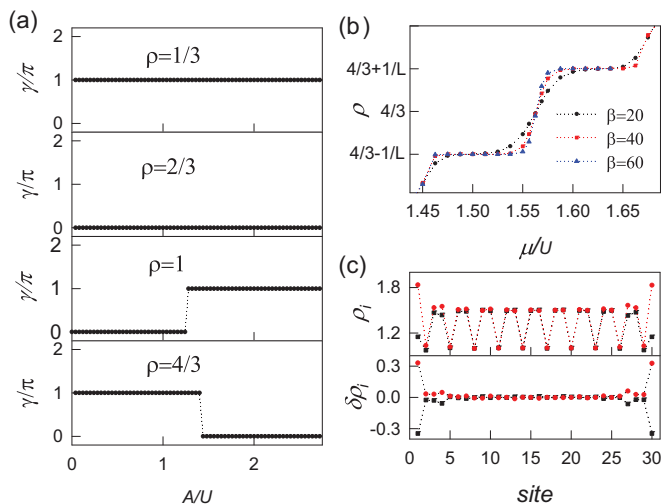 (a)
2
ρ=1/3
γ/π
1
0
2
ρ=2/3
γ/π
1
0
2
ρ=1
γ/π
1
0
2
ρ=4/3
γ/π
1
0
0 1 2
A/U
(b)
4/3+1/L
ρ
4/3
β=20
β=40
4/3-1/L
β=60
1.45 1.50 1.55 1.60 1.65
μ/U
(c)
1.8
ρi
1.2
0.3
δρi
0.0
-0.3
0 5 10 15 20 25 30
site